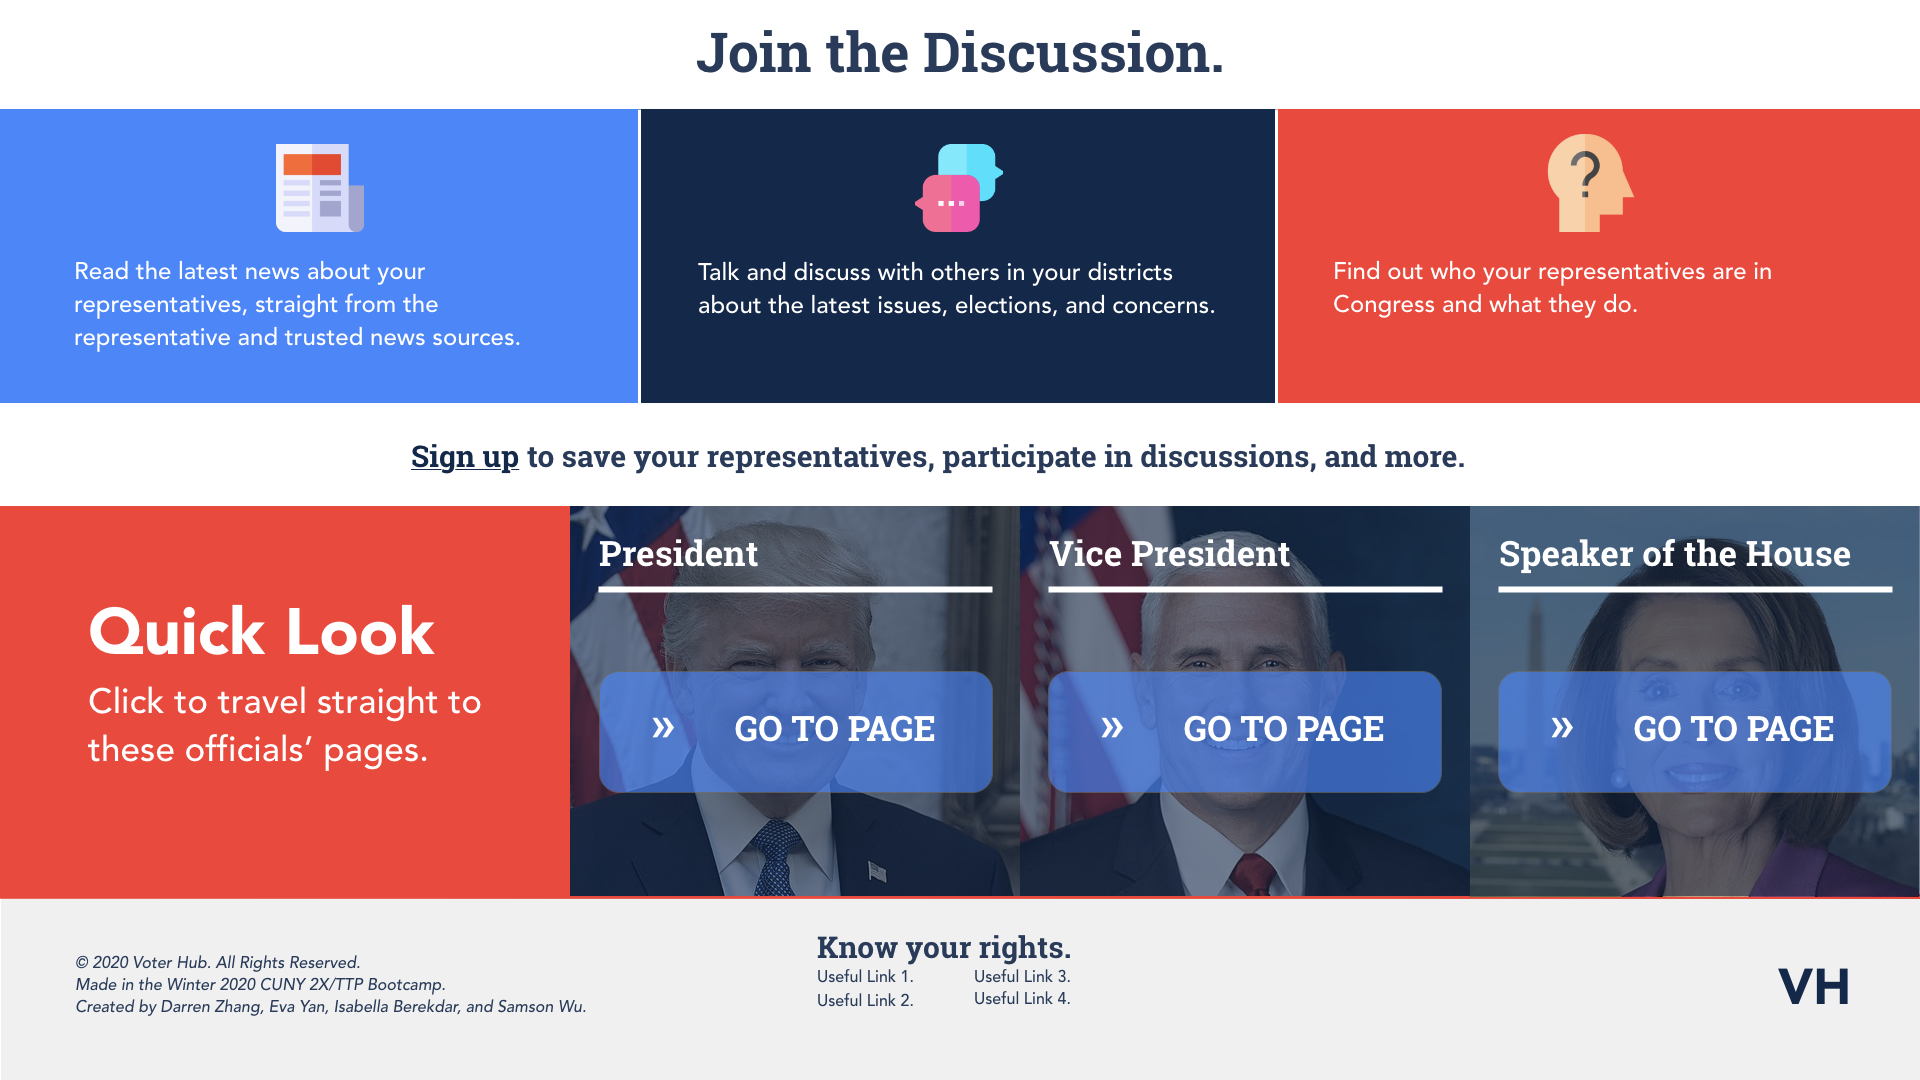 Join the Discussion.
Read the latest news about your
representatives, straight from the
representative and trusted news sources.
Talk and discuss with others in your districts
about the latest issues, elections, and concerns.
?
Find out who your representatives are in
Congress and what they do.
Sign up to save your representatives, participate in discussions, and more.
Quick Look
Click to travel straight to
these officials’ pages.
President
» GO TO PAGE
Vice President
» GO TO PAGE
Speaker of the House
» GO TO PAGE
© 2020 Voter Hub. All Rights Reserved.
Made in the Winter 2020 CUNY 2X/TTP Bootcamp.
Created by Darren Zhang, Eva Yan, Isabella Berekdar, and Samson Wu.
Know your rights.
Useful Link 1.
Useful Link 2.
Useful Link 3.
Useful Link 4.
VH